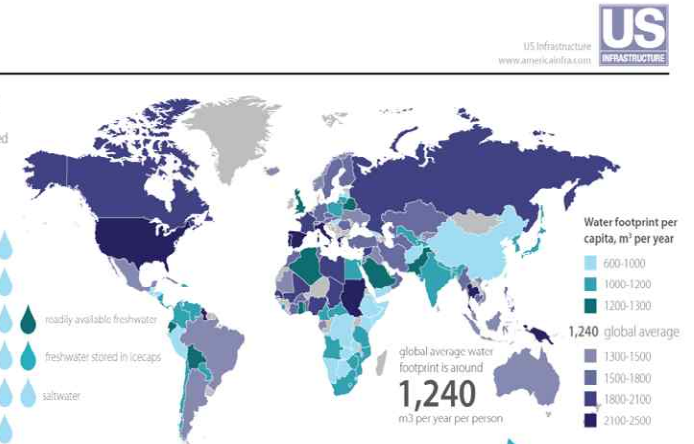 US
INFRASTRUCTURE
US Infrastructure
www.americainfra.com
ed
Water footprint per
capita, m³ per year
600-1000
1000-1200
1200-1300
1,240 global average
1300-1500
1500-1800
1800-2100
2100-2500
readily available freshwater
freshwater stored in icecaps
saltwater
global average water
footprint is around
1,240
m3 per year per person